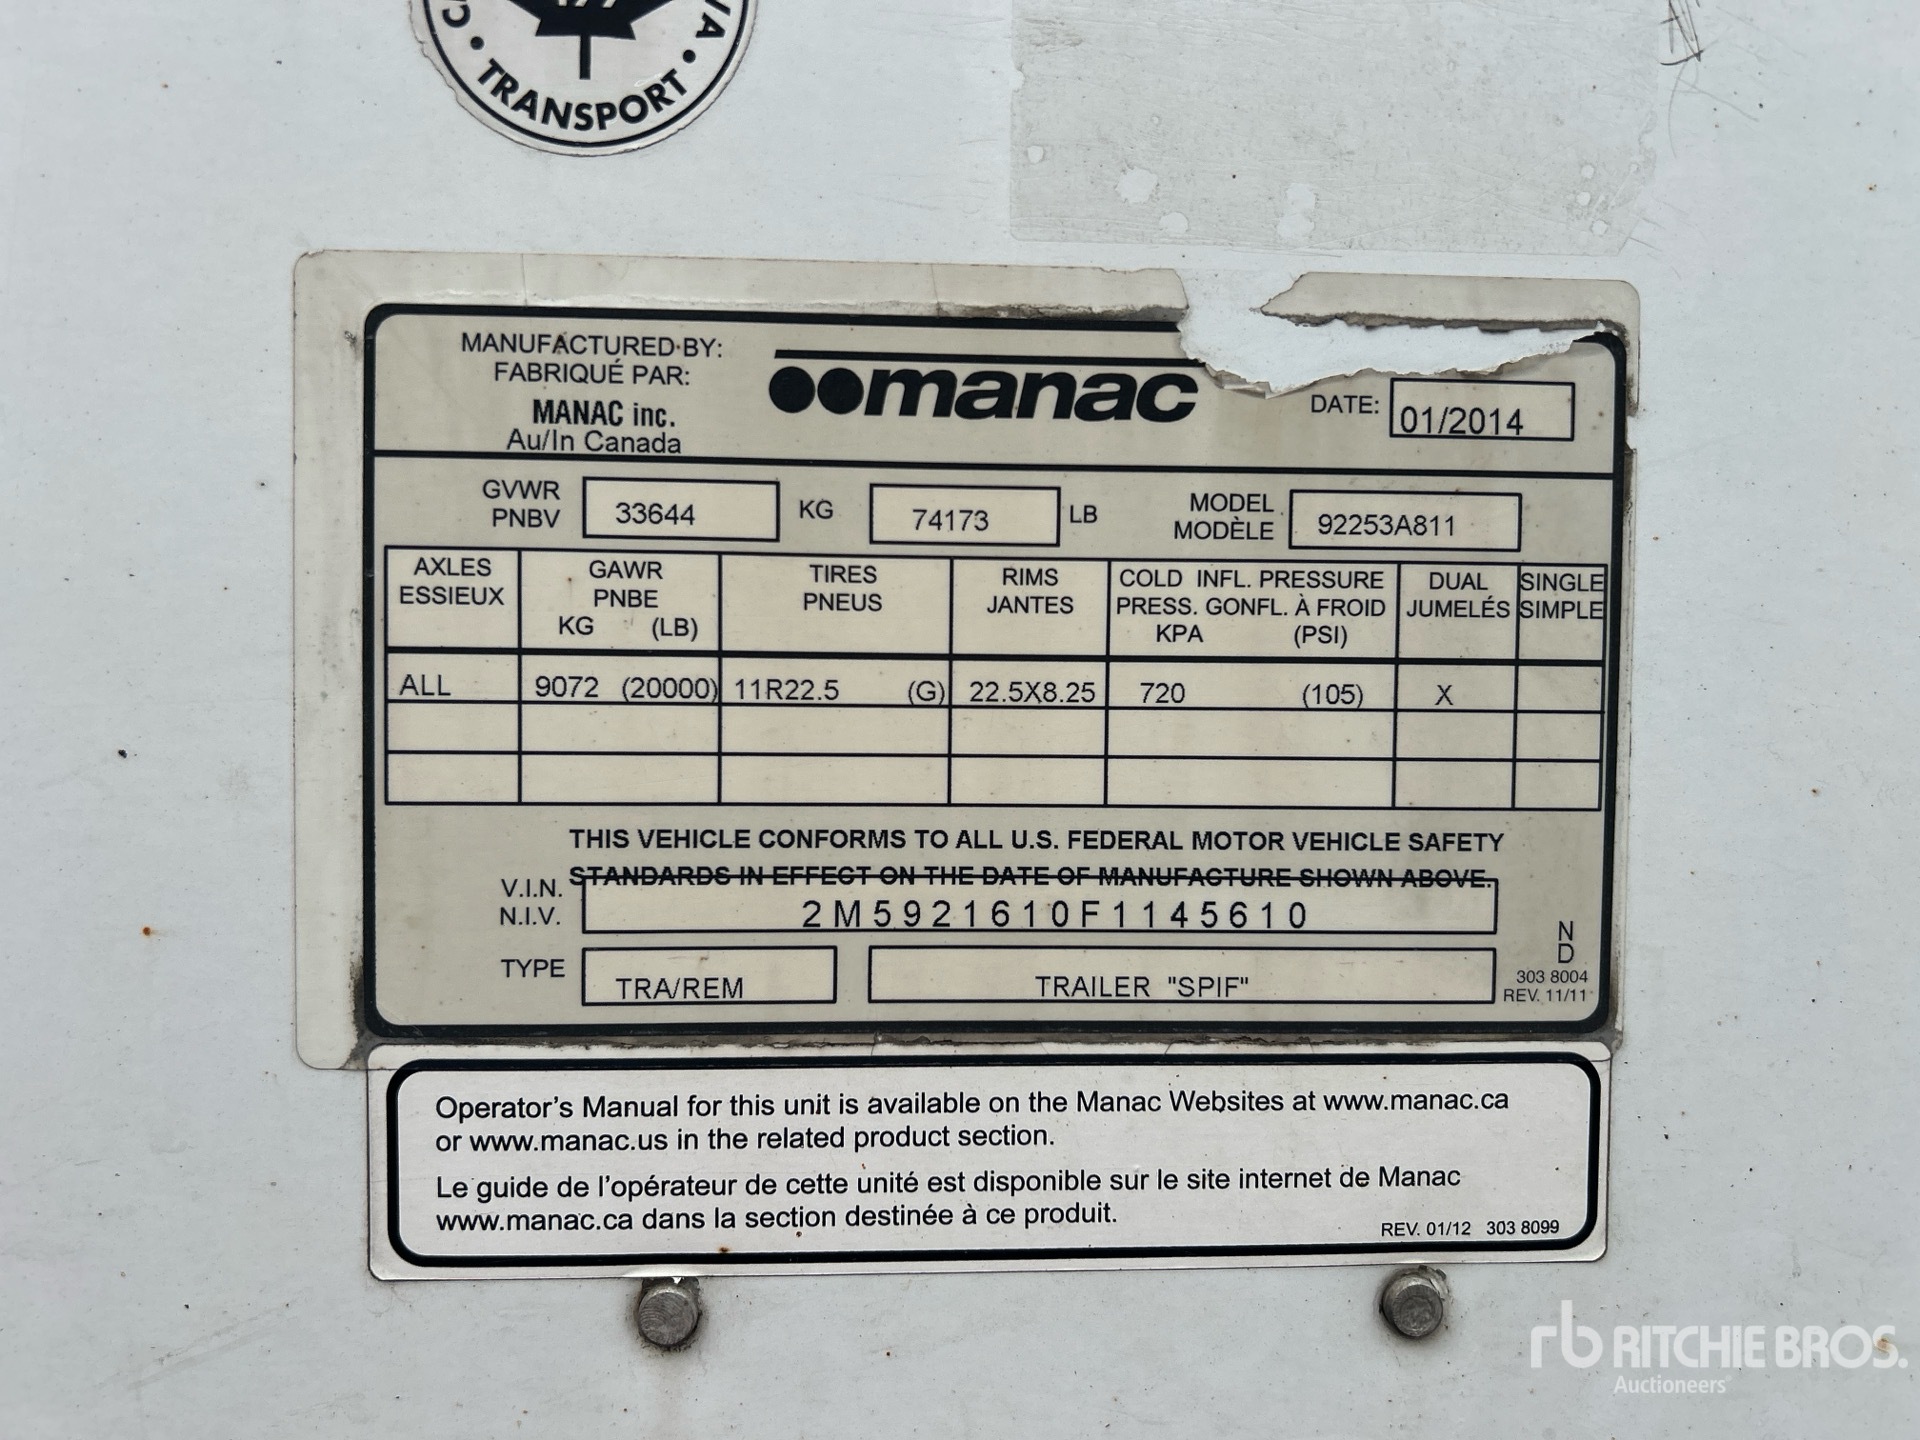 TRANSPORT
MANUFACTURED BY:
FABRIQUÉ PAR:
MANAC inc.
Au/In Canada
manac
DATE: 01/2014
GVWR
PNBV
33644 KG 74173 LB
MODEL
MODÈLE
92253A811
AXLES
ESSIEUX
GAWR
PNBE
KG (LB)
TIRES
PNEUS
RIMS
JANTES
COLD INFL. PRESSURE
PRESS. GONFL. À FROID
KPA (PSI)
DUAL
JUMELÉS
SINGLE
SIMPLE
ALL 9072 (20000) 11R22.5 (G) 22.5X8.25 720 (105) X
THIS VEHICLE CONFORMS TO ALL U.S. FEDERAL MOTOR VEHICLE SAFETY
STANDARDS IN EFFECT ON THE DATE OF MANUFACTURE SHOWN ABOVE.
V.I.N.
N.I.V.
2M5921610F1145610
TYPE TRA/REM TRAILER "SPIF"
N
D
303 8004
REV. 11/11
Operator's Manual for this unit is available on the Manac Websites at www.manac.ca
or www.manac.us in the related product section.
Le guide de l'opérateur de cette unité est disponible sur le site internet de Manac
www.manac.ca dans la section destinée à ce produit.
REV. 01/12 303 8099
rb RITCHIE BROS.
Auctioneers